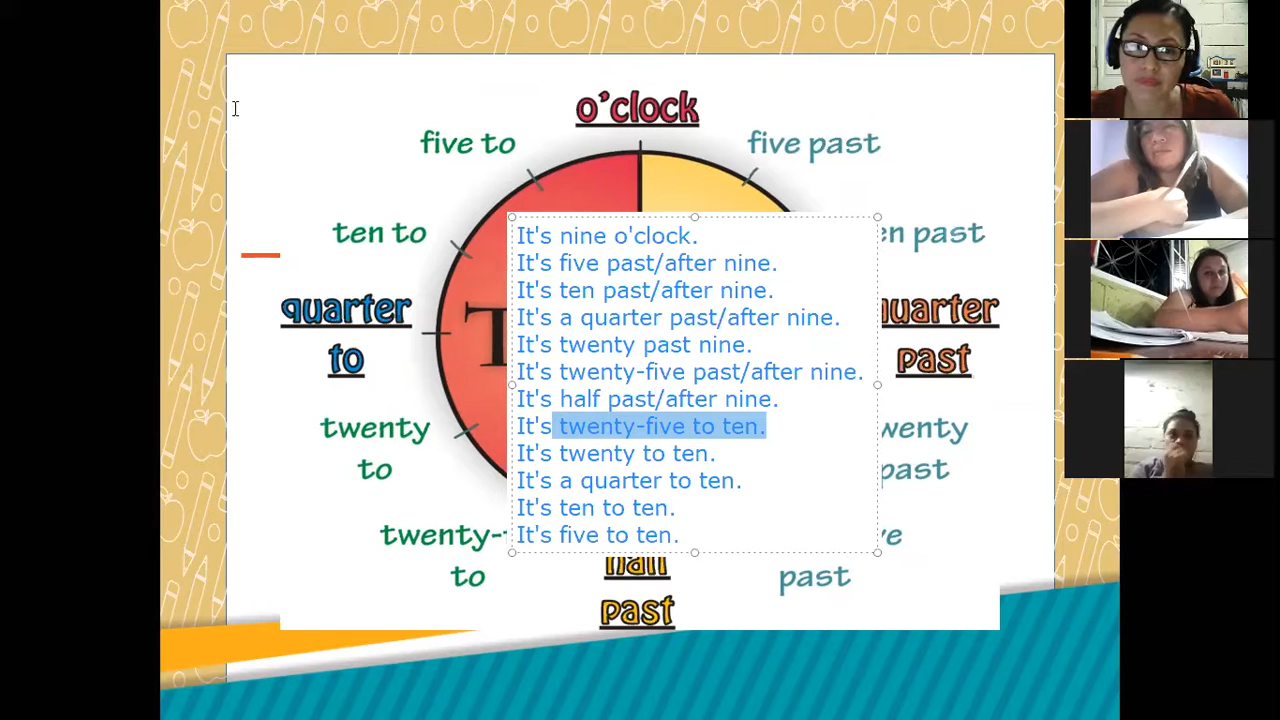 o'clock
five to
five past
ten to
en past
quarter
to
uarter
past
twenty
to
wenty
past
twenty-
to
ve
past
half
past
T
It's nine o'clock.
It's five past/after nine.
It's ten past/after nine.
It's a quarter past/after nine.
It's twenty past nine.
It's twenty-five past/after nine.
It's half past/after nine.
It's twenty-five to ten.
It's twenty to ten.
It's a quarter to ten.
It's ten to ten.
It's five to ten.